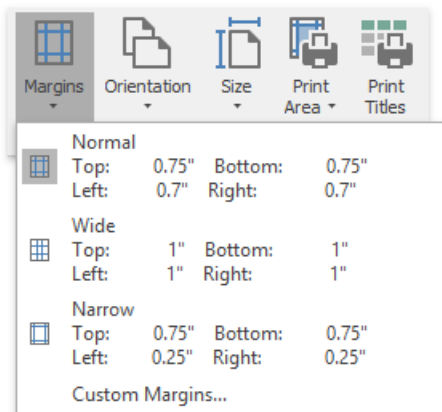 Margins Orientation Size Print Area Print Titles
Normal
Top: 0.75" Bottom: 0.75"
Left: 0.7" Right: 0.7"
Wide
Top: 1" Bottom: 1"
Left: 1" Right: 1"
Narrow
Top: 0.75" Bottom: 0.75"
Left: 0.25" Right: 0.25"
Custom Margins...